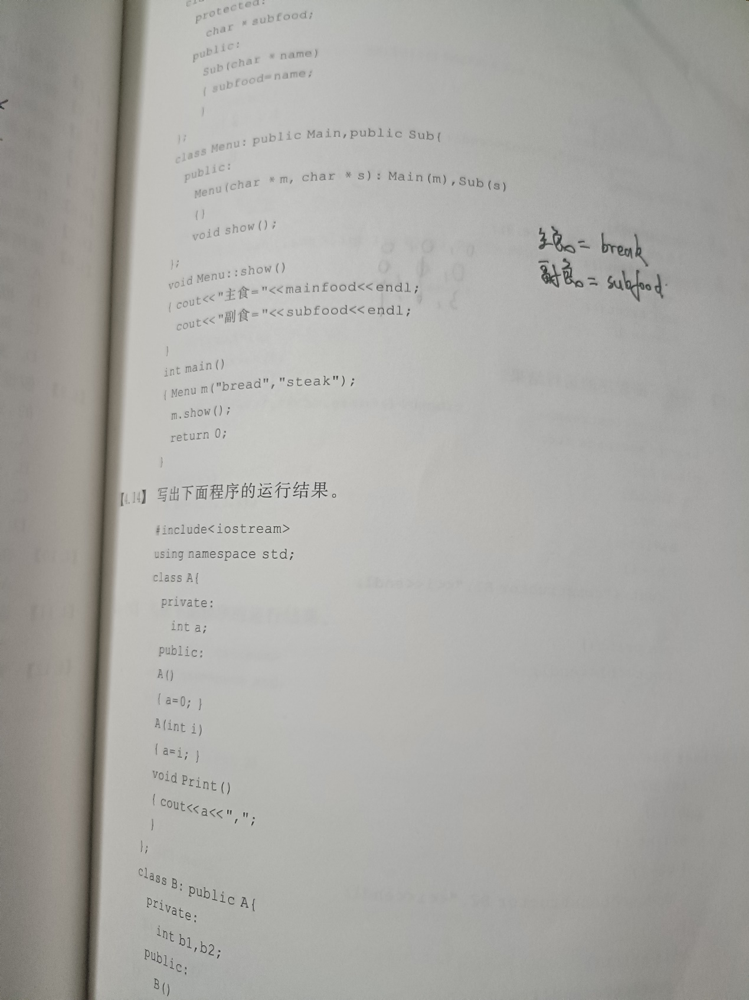 protected:
char * subfood;
public:
Sub(char * name)
{ subfood=name;
}
};
class Menu: public Main,public Sub{
public:
Menu(char * m, char * s): Main(m),Sub(s)
{}
void show();
};
void Menu::show()
{ cout<<"主食="<<mainfood<<endl;
cout<<"副食="<<subfood<<endl;
}
int main()
{ Menu m("bread","steak");
m.show();
return 0;
}
主食= break
副食= subfood
【4.14】 写出下面程序的运行结果。
#include<iostream>
using namespace std;
class A{
private:
int a;
public:
A()
{ a=0; }
A(int i)
{ a=i; }
void Print()
{ cout<<a<<",";
}
};
class B: public A{
private:
int b1,b2;
public:
B()